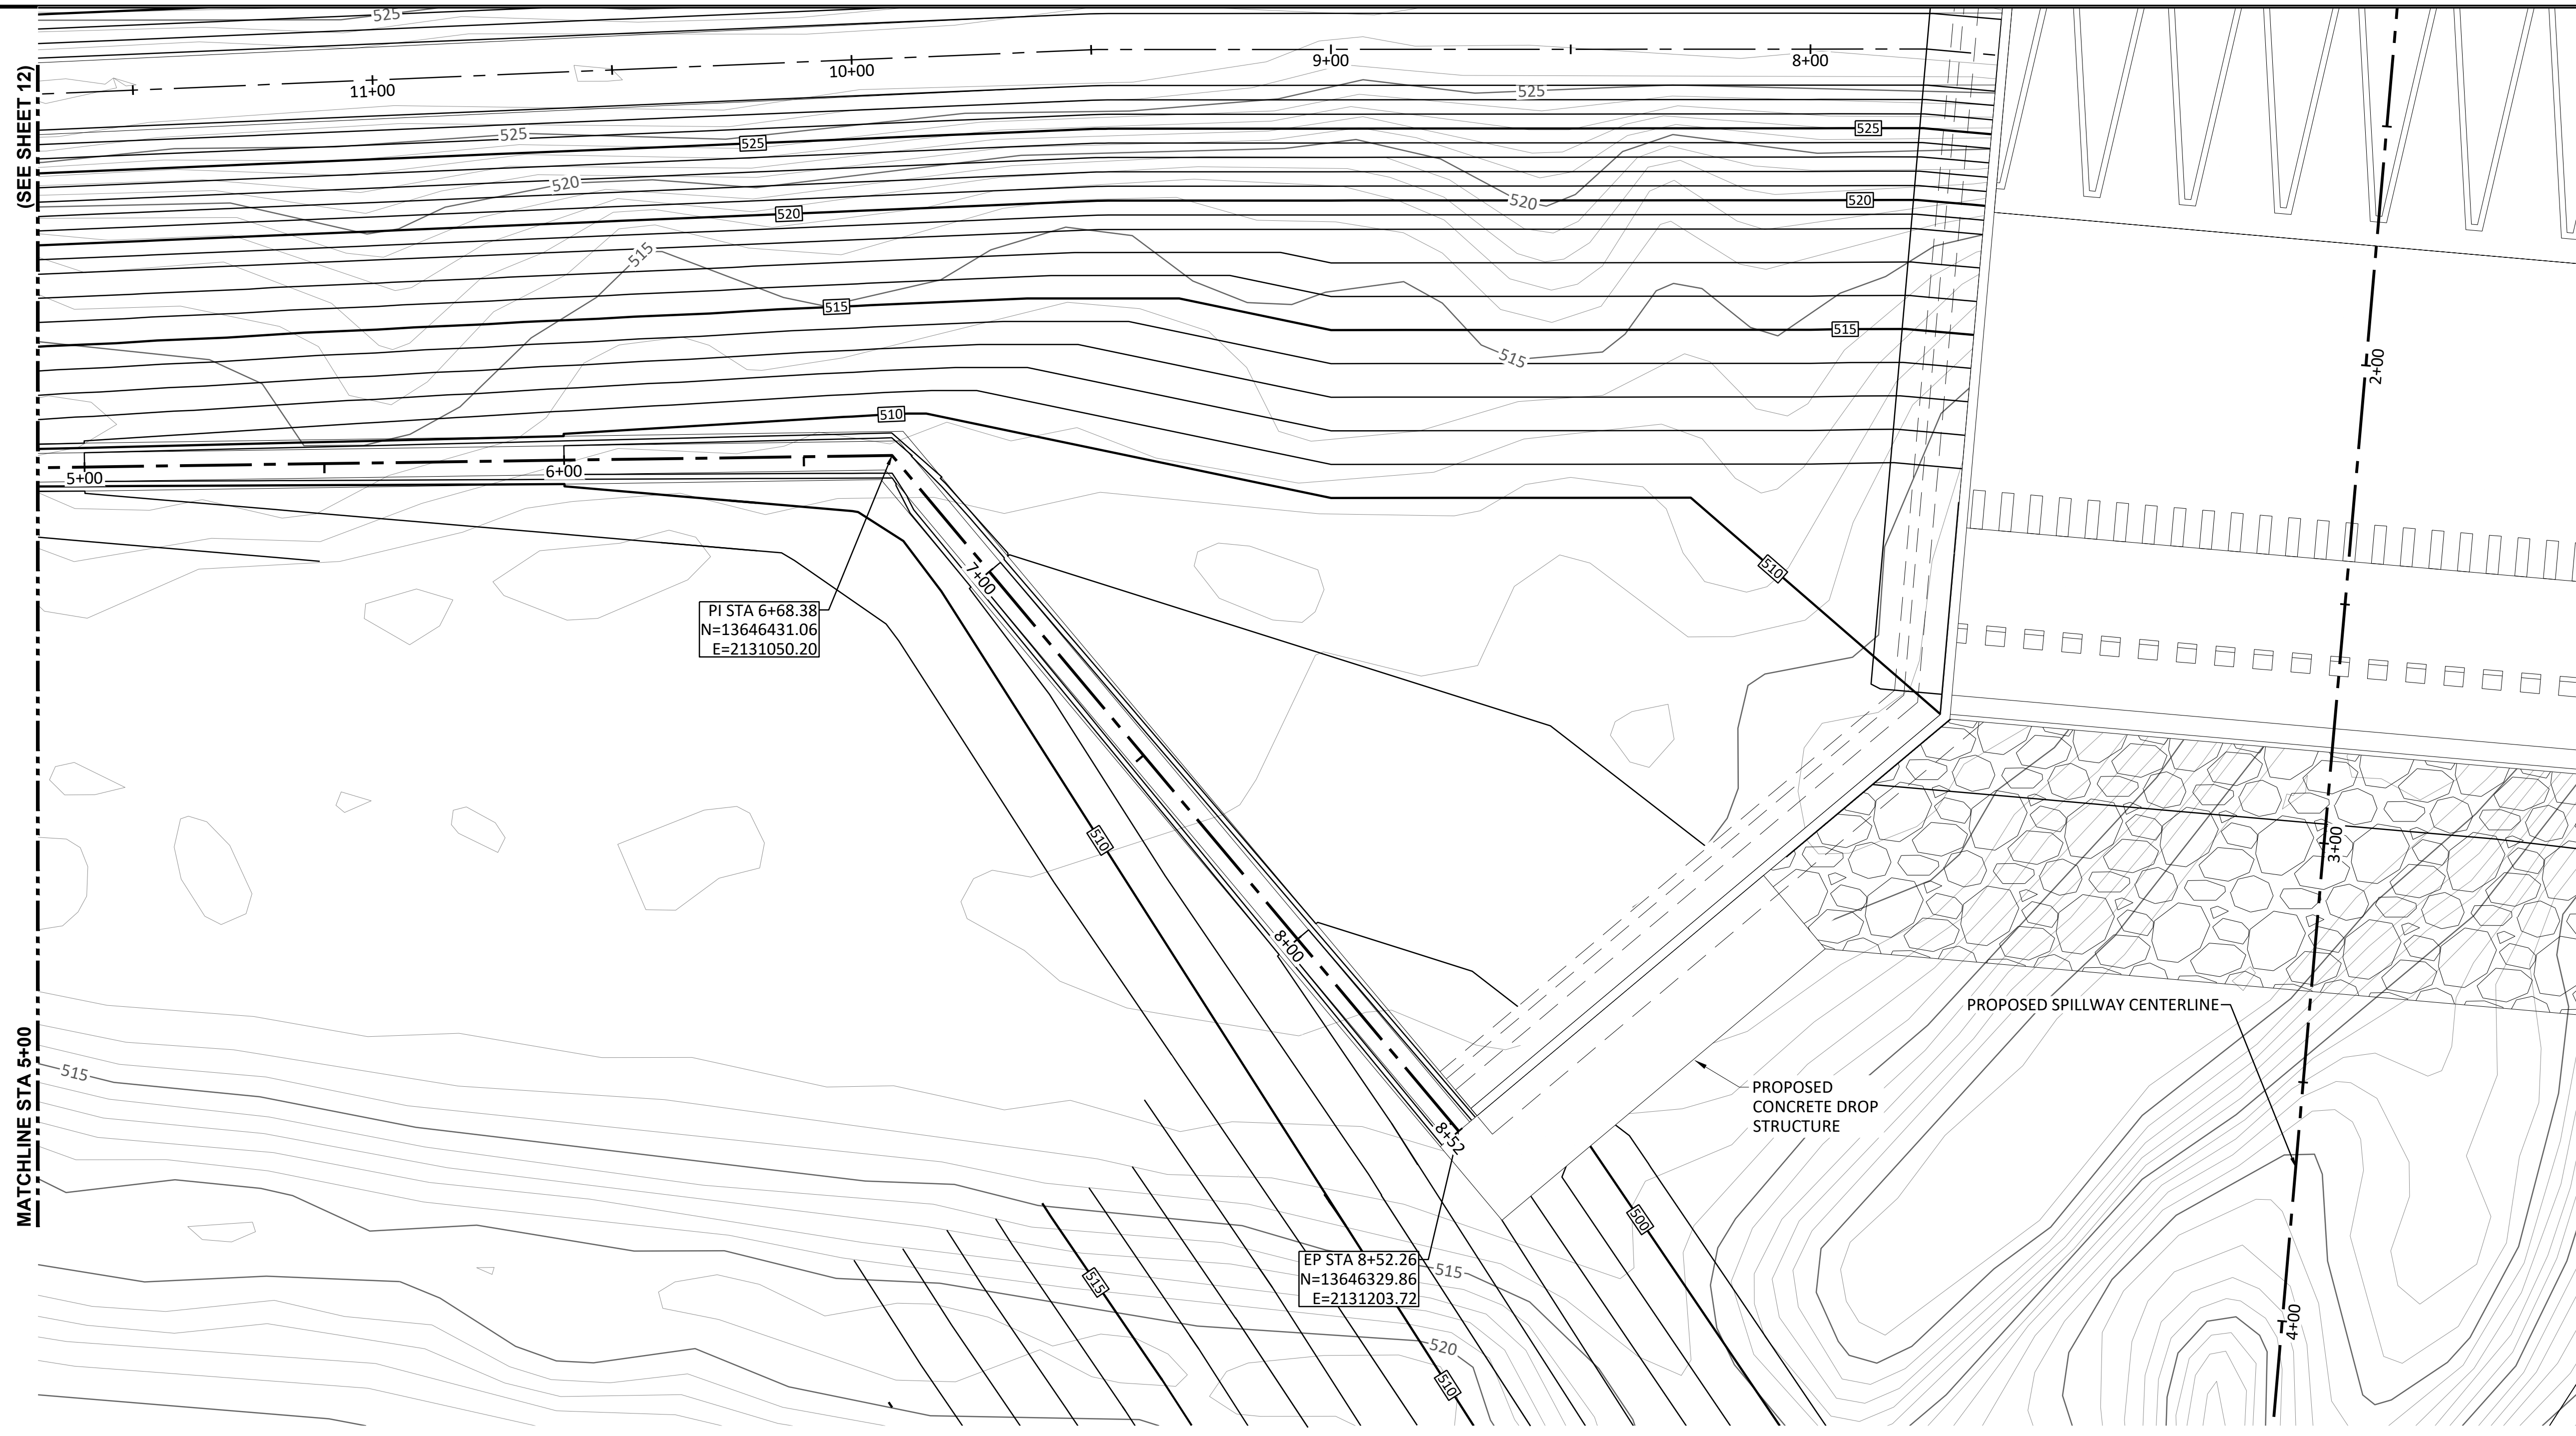 525
(SEE SHEET 12)
11+00
10+00
9+00
8+00
525
525
525
525
520
520
520
520
515
515
515
515
510
2+00
5+00
6+00
7+00
510
PI STA 6+68.38
N=13646431.06
E=2131050.20
510
3+00
8+00
PROPOSED SPILLWAY CENTERLINE
MATCHLINE STA 5+00
515
PROPOSED
CONCRETE DROP
STRUCTURE
8+52
500
EP STA 8+52.26
N=13646329.86
E=2131203.72
515
515
4+00
520
510